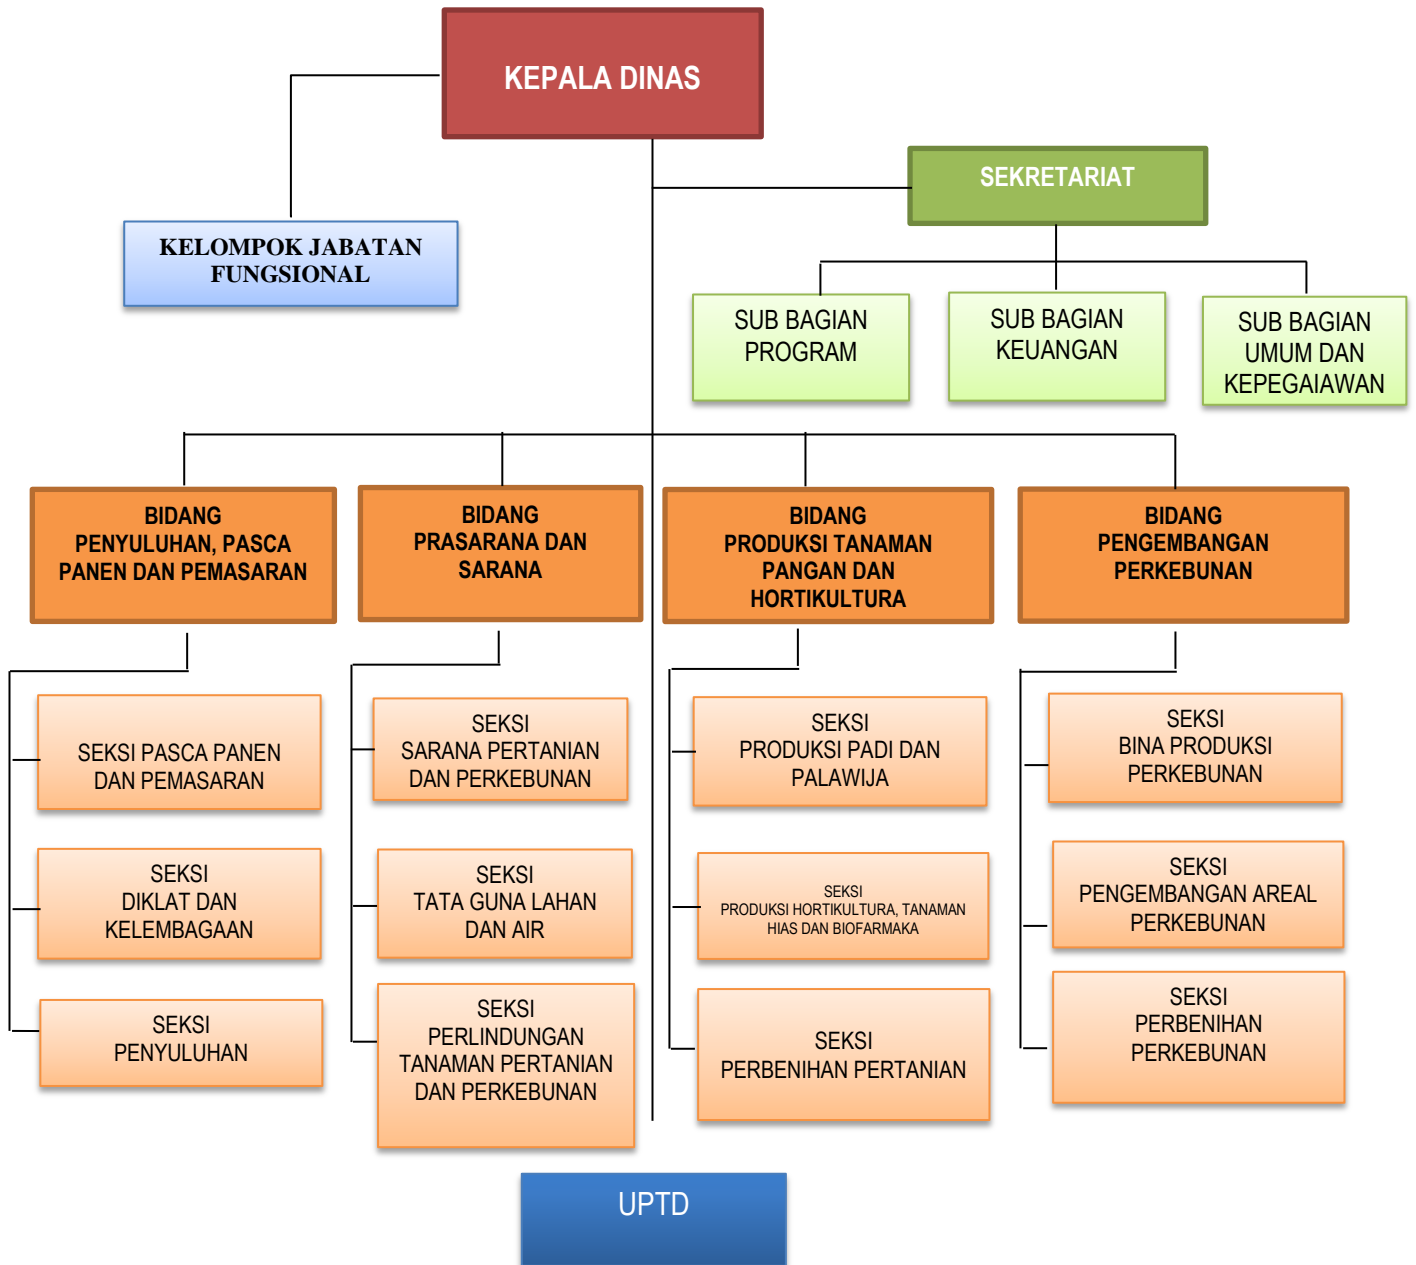 KEPALA DINAS
SEKRETARIAT
KELOMPOK JABATAN
FUNGSIONAL
SUB BAGIAN
PROGRAM
SUB BAGIAN
KEUANGAN
SUB BAGIAN
UMUM DAN
KEPEGAIAWAN
BIDANG
PENYULUHAN, PASCA
PANEN DAN PEMASARAN
BIDANG
PRASARANA DAN
SARANA
BIDANG
PRODUKSI TANAMAN
PANGAN DAN
HORTIKULTURA
BIDANG
PENGEMBANGAN
PERKEBUNAN
SEKSI PASCA PANEN
DAN PEMASARAN
SEKSI
SARANA PERTANIAN
DAN PERKEBUNAN
SEKSI
PRODUKSI PADI DAN
PALAWIJA
SEKSI
BINA PRODUKSI
PERKEBUNAN
SEKSI
DIKLAT DAN
KELEMBAGAAN
SEKSI
TATA GUNA LAHAN
DAN AIR
SEKSI
PRODUKSI HORTIKULTURA, TANAMAN
HIAS DAN BIOFARMAKA
SEKSI
PENGEMBANGAN AREAL
PERKEBUNAN
SEKSI
PENYULUHAN
SEKSI
PERLINDUNGAN
TANAMAN PERTANIAN
DAN PERKEBUNAN
SEKSI
PERBENIHAN PERTANIAN
SEKSI
PERBENIHAN
PERKEBUNAN
UPTD